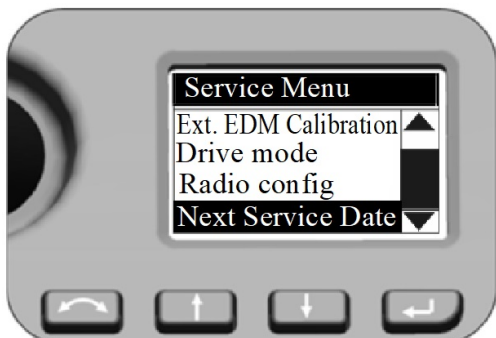 Service Menu
Ext. EDM Calibration
Drive mode
Radio config
Next Service Date